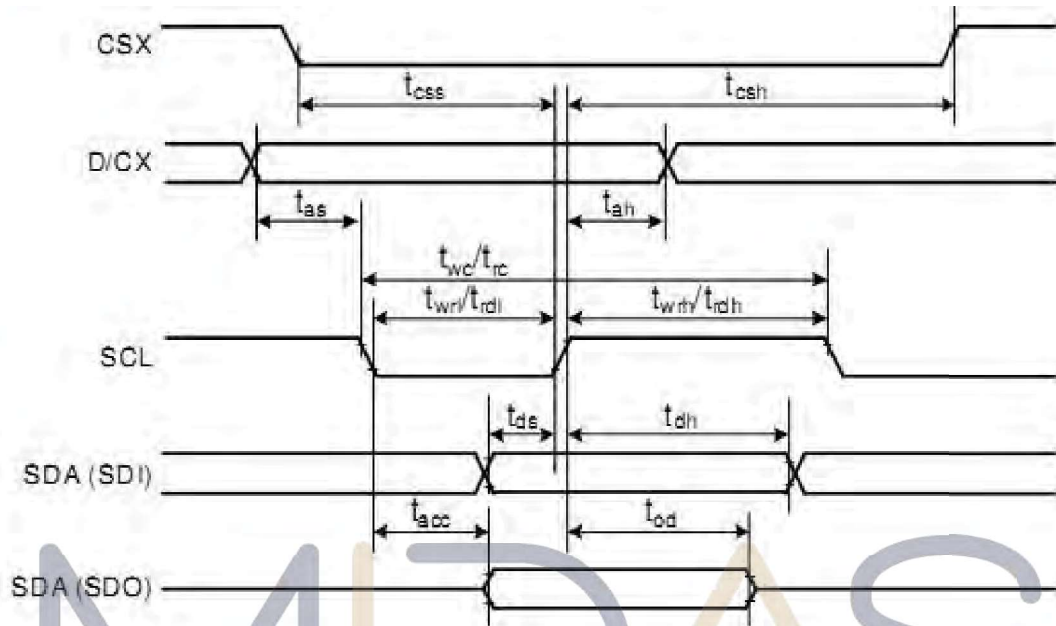 CSX
tcss
tcsh
D/CX
tas
tah
twc/trc
twrl/trdl
twrh/trdh
SCL
tds
tdh
SDA (SDI)
tacc
tod
SDA (SDO)
MIDAS